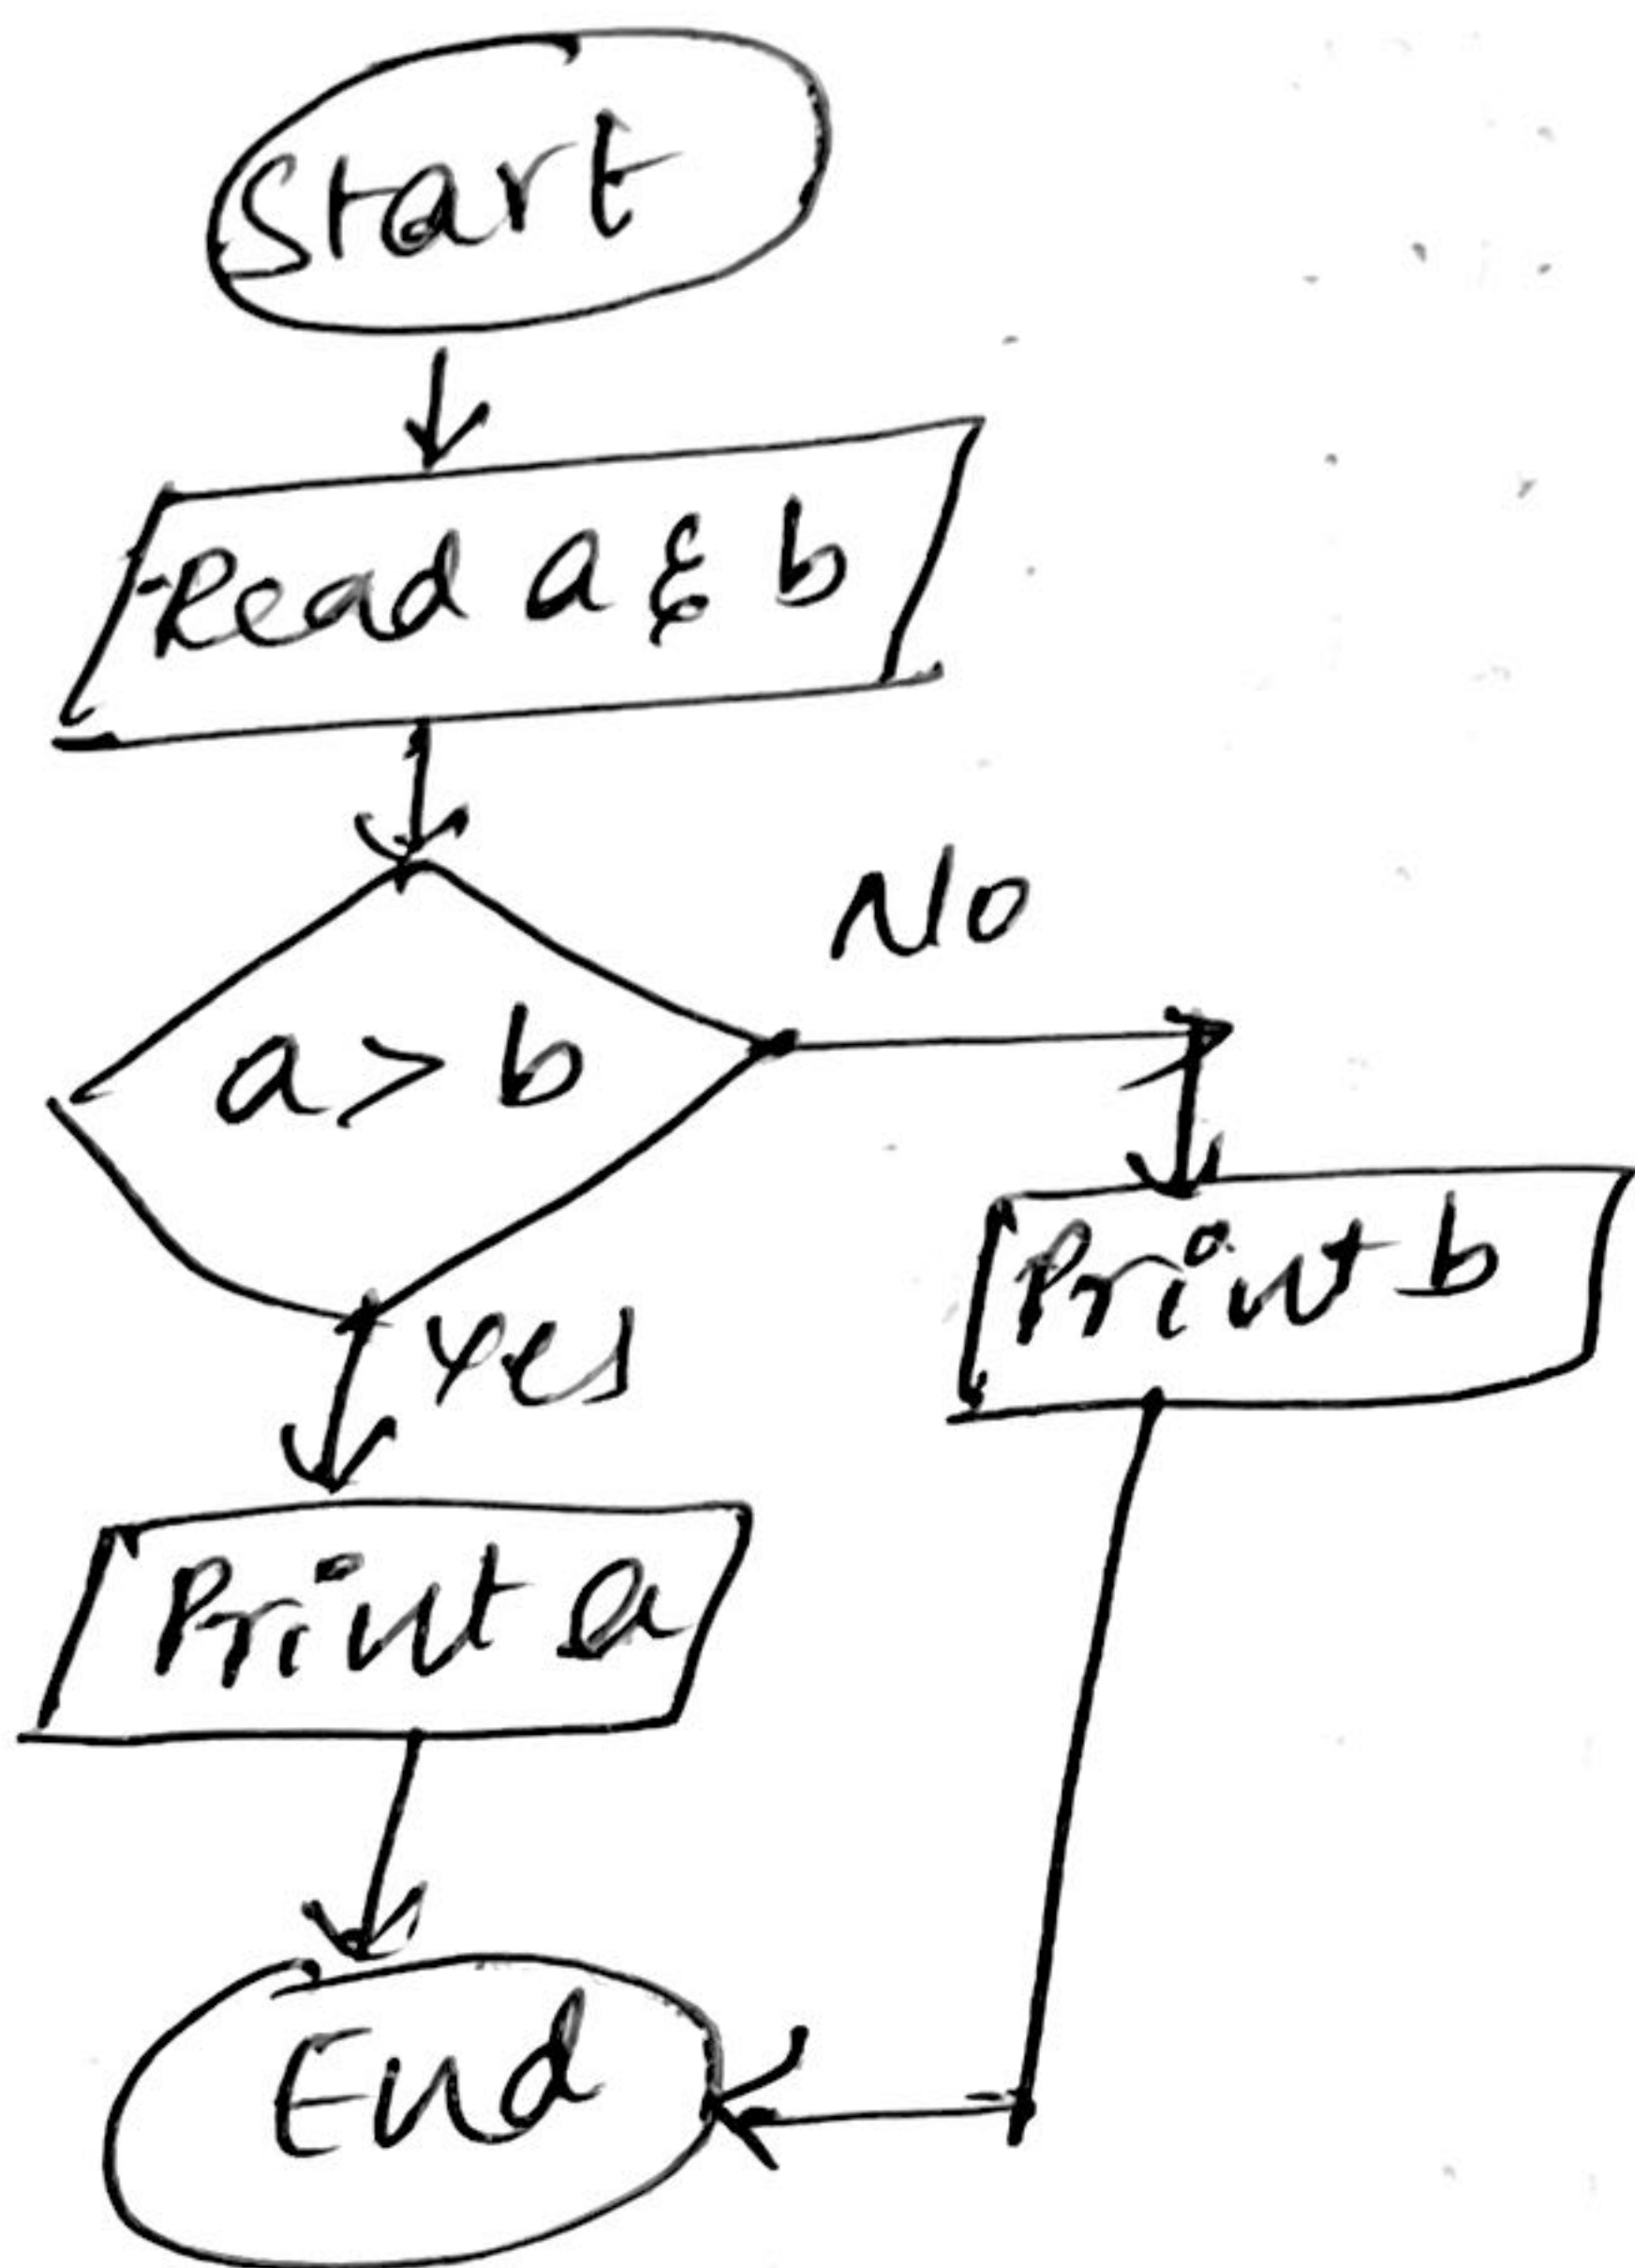 Start
Read a & b
a > b
No
Yes
Print b
Print a
End